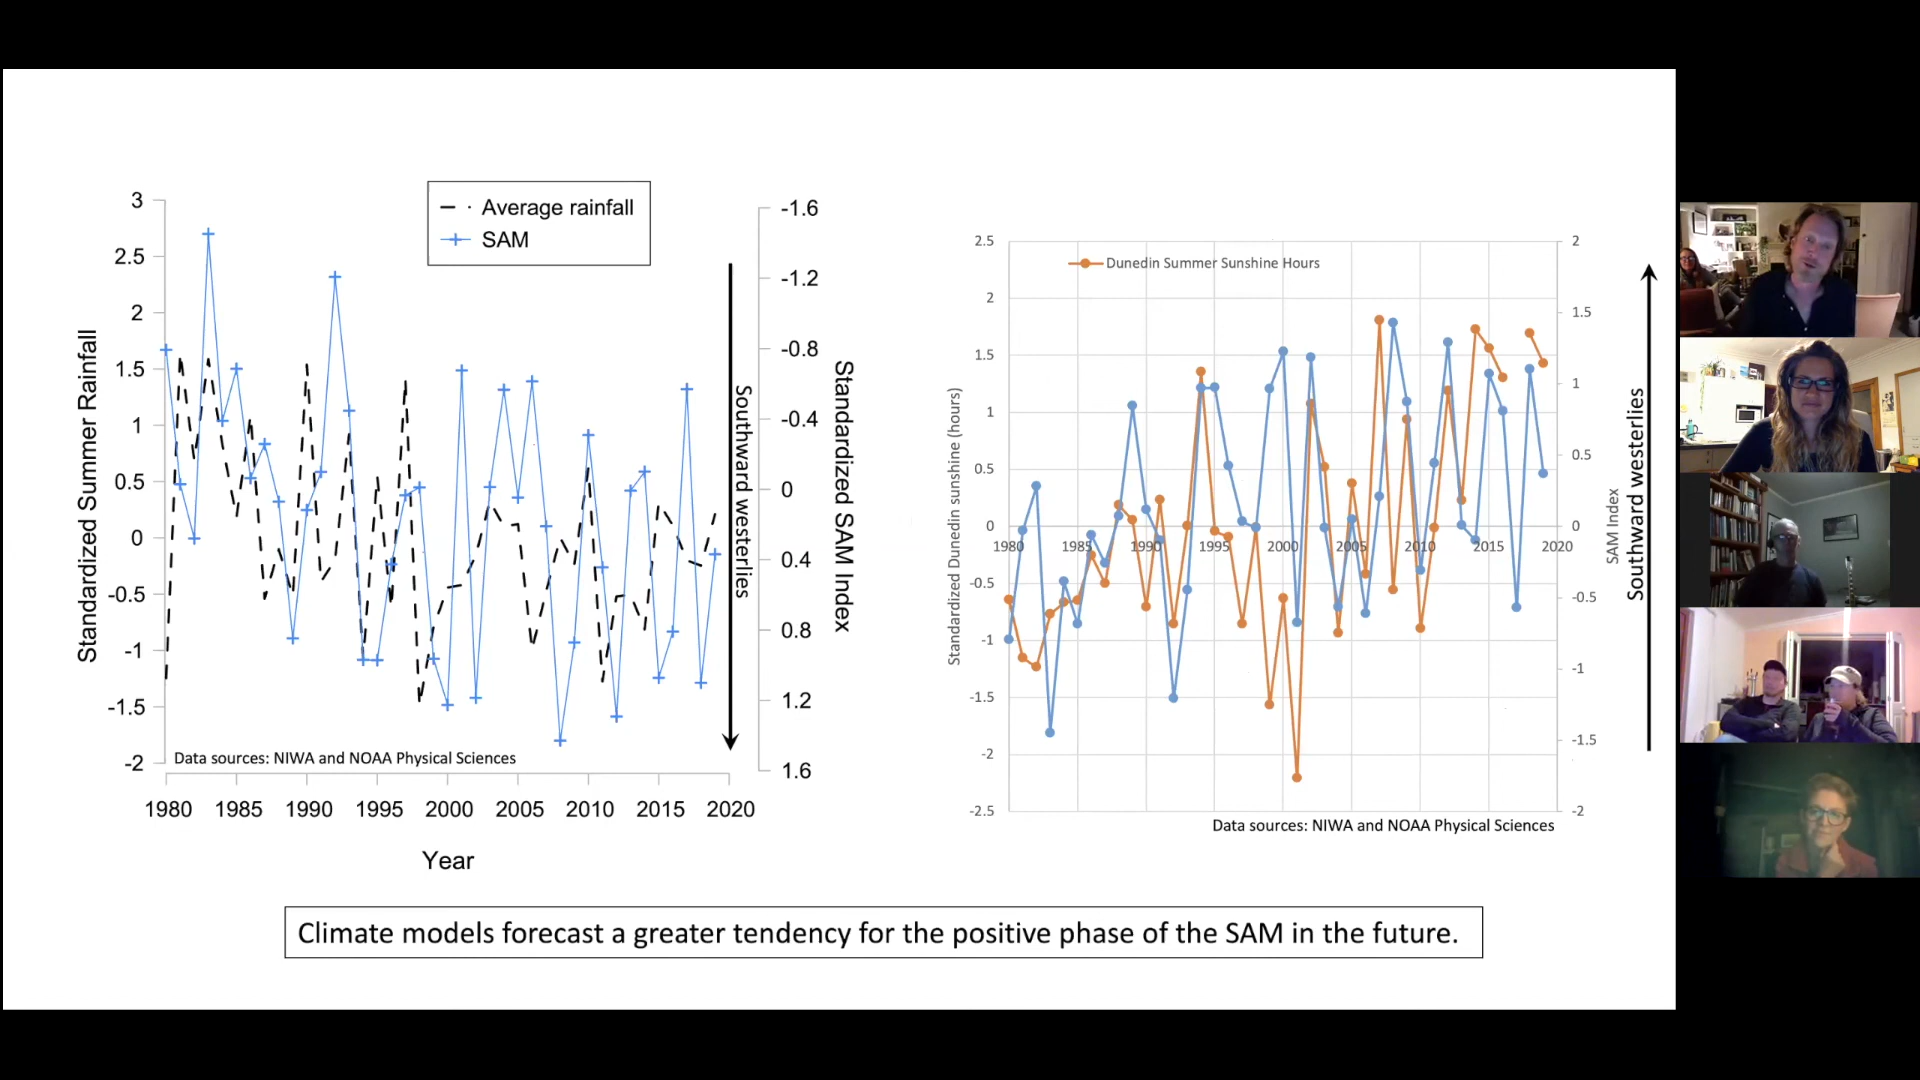 Average rainfall
SAM
3
2.5
2
1.5
1
0.5
0
-0.5
-1
-1.5
-2
Standardized Summer Rainfall
-1.6
-1.2
-0.8
-0.4
0
0.4
0.8
1.2
1.6
Southward westerlies
Standardized SAM Index
Data sources: NIWA and NOAA Physical Sciences
1980 1985 1990 1995 2000 2005 2010 2015 2020
Year
Dunedin Summer Sunshine Hours
2.5
2
1.5
1
0.5
0
-0.5
-1
-1.5
-2
-2.5
Standardized Dunedin sunshine (hours)
1980 1985 1990 1995 2000 2005 2010 2015 2020
2
1.5
1
0.5
0
-0.5
-1
-1.5
-2
SAM Index
Southward westerlies
Data sources: NIWA and NOAA Physical Sciences
Climate models forecast a greater tendency for the positive phase of the SAM in the future.